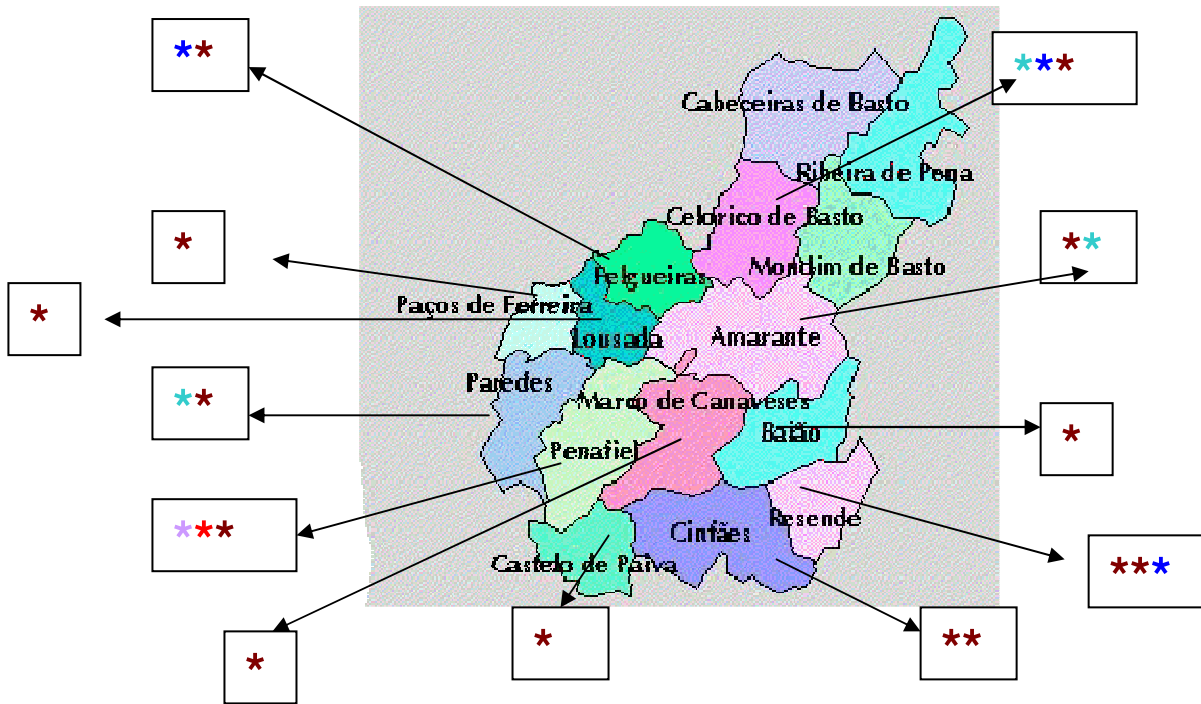 **
***
Cabeceiras de Basto
Ribeira de Pena
*
Celorico de Basto
**
Felgueiras
Mondim de Basto
*
Paços de Ferreira
Lousada
Amarante
**
Paredes
Marco de Canaveses
*
Baião
Penafiel
***
Resende
Cinfães
Castelo de Paiva
***
*
**
*